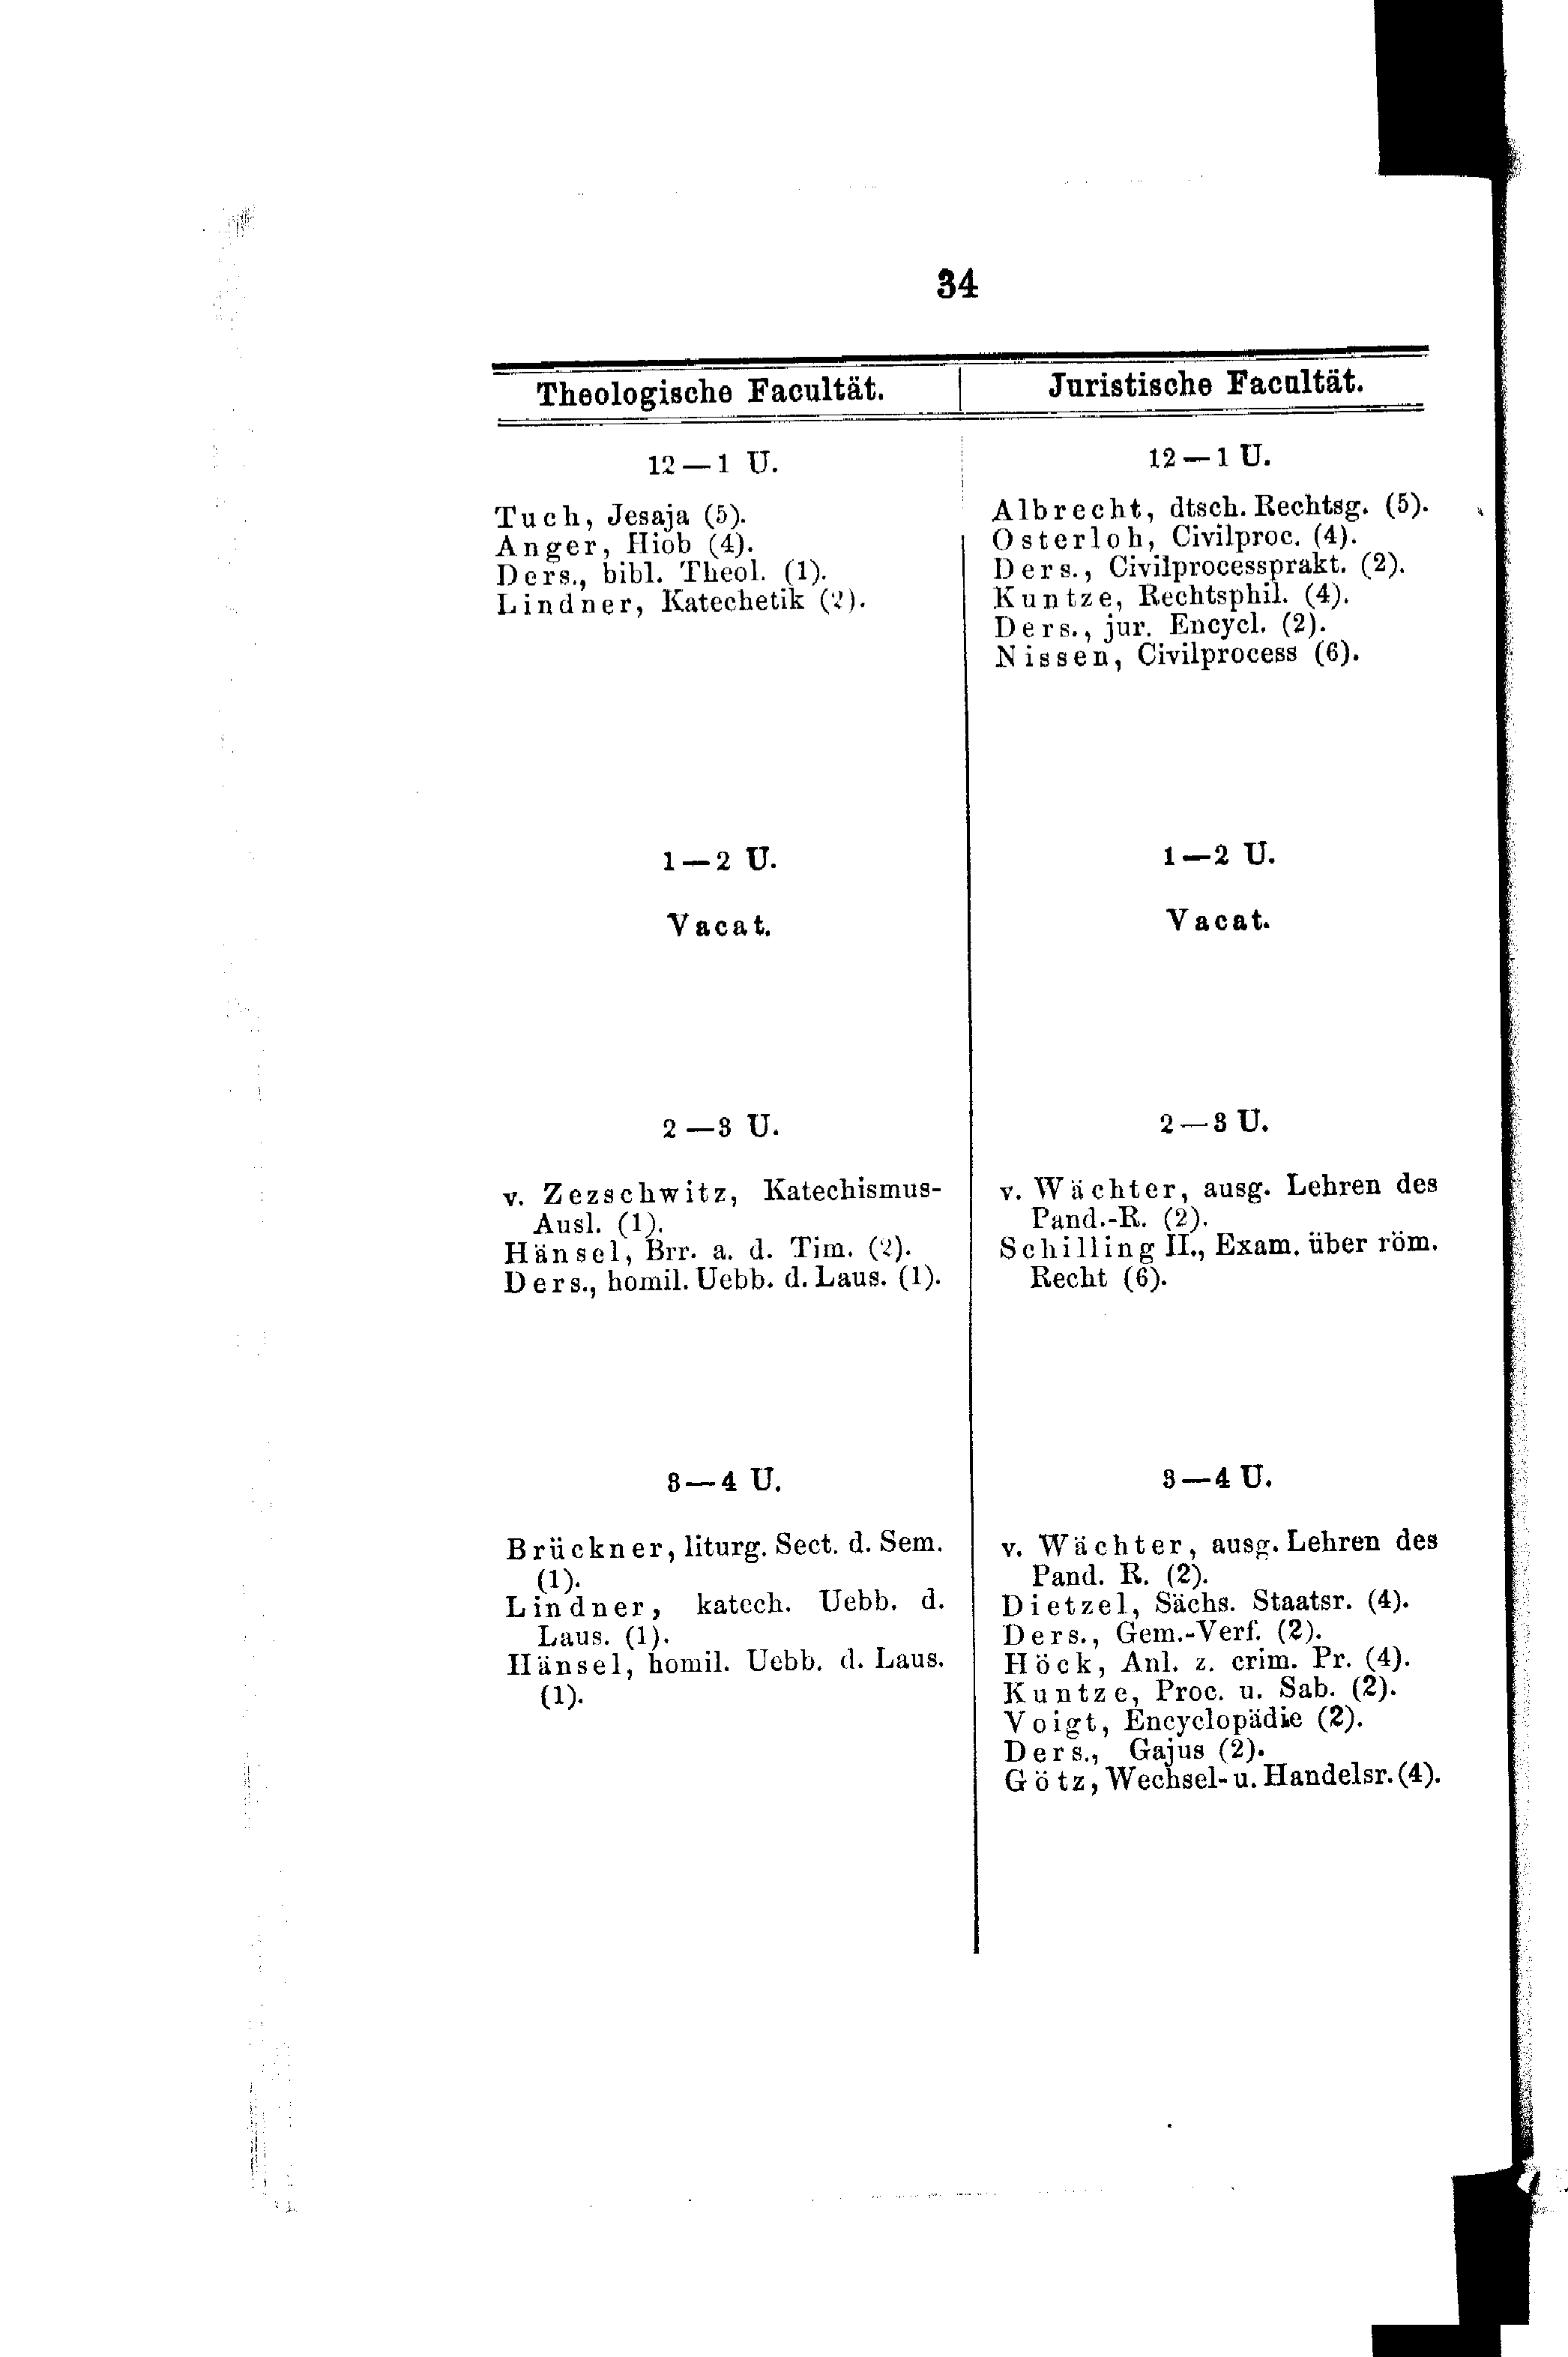 34
Theologische Facultät.
12—1 U.
Tuch, Jesaja (5).
Anger, Hiob (4).
Ders., bibl. Theol. (1).
Lindner, Katechetik (2).
1—2 U.
Vacat.
2—3 U.
v. Zezschwitz, Katechismus-
Ausl. (1).
Hänsel, Brr. a. d. Tim. (2).
Ders., homil. Uebb. d. Laus. (1).
3—4 U.
Brückner, liturg. Sect. d. Sem.
(1).
Lindner, katech. Uebb. d.
Laus. (1).
Hänsel, homil. Uebb. d. Laus.
(1).
Juristische Facultät.
12—1 U.
Albrecht, dtsch. Rechtsg. (5).
Osterloh, Civilproc. (4).
Ders., Civilprocessprakt. (2).
Kuntze, Rechtsphil. (4).
Ders., jur. Encycl. (2).
Nissen, Civilprocess (6).
1—2 U.
Vacat.
2—3 U.
v. Wächter, ausg. Lehren des
Pand.-R. (2).
Schilling II., Exam. über röm.
Recht (6).
3—4 U.
v. Wächter, ausg. Lehren des
Pand. R. (2).
Dietzel, Sächs. Staatsr. (4).
Ders., Gem.-Verf. (2).
Höck, Anl. z. crim. Pr. (4).
Kuntze, Proc. u. Sab. (2).
Voigt, Encyclopädie (2).
Ders., Gajus (2).
Götz, Wechsel- u. Handelsr. (4).